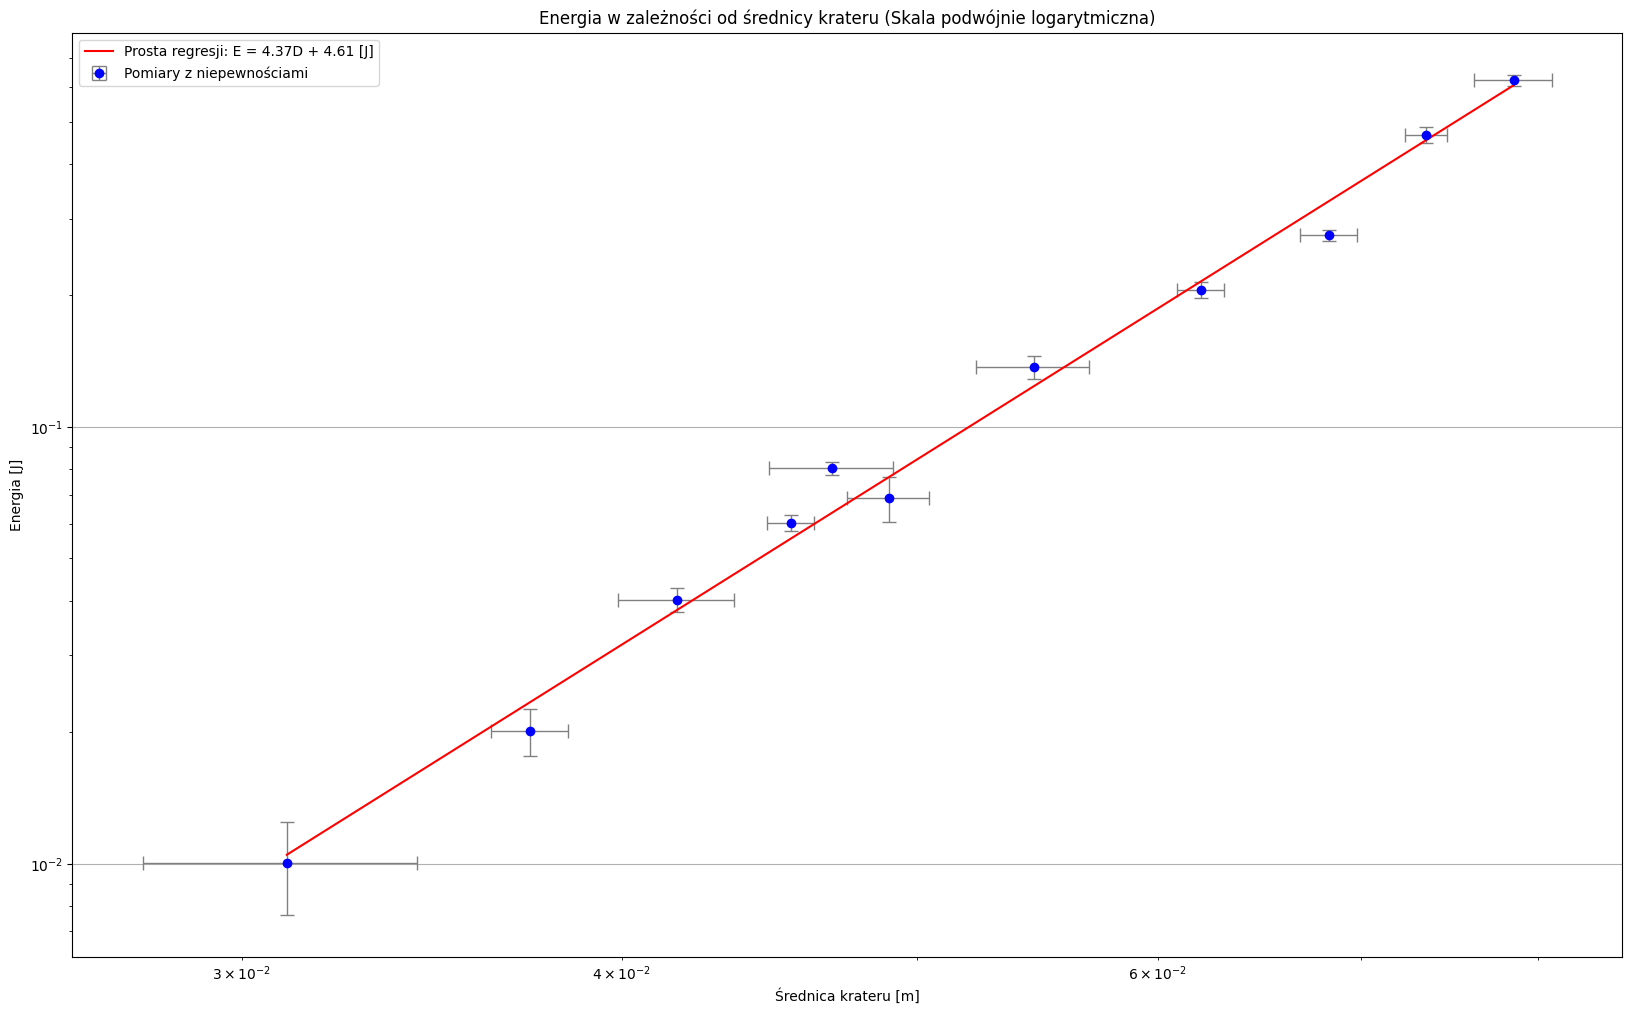 Energia w zależności od średnicy krateru (Skala podwójnie logarytmiczna)
Prosta regresji: E = 4.37D + 4.61 [J]
Pomiary z niepewnościami
Energia [J]
10⁻¹
10⁻²
3 × 10⁻²
4 × 10⁻²
6 × 10⁻²
Średnica krateru [m]